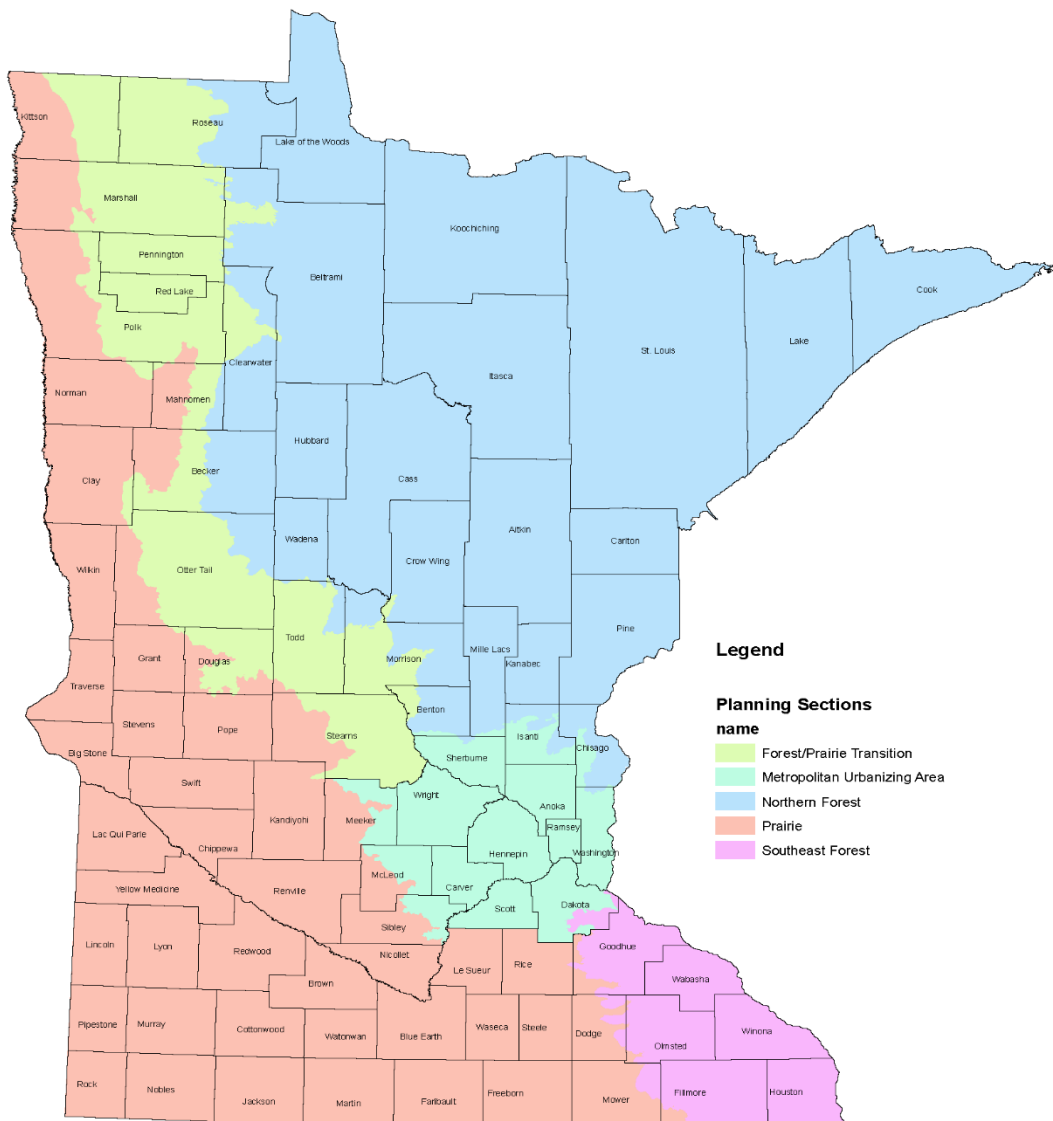 Kittson
Roseau
Lake of the Woods
Marshall
Koochiching
Pennington
Beltrami
Red Lake
Cook
Polk
Lake
St. Louis
Clearwater
Itasca
Norman
Mahnomen
Hubbard
Becker
Clay
Cass
Aitkin
Wadena
Carlton
Crow Wing
Wilkin
Otter Tail
Pine
Todd
Mille Lacs
Grant
Douglas
Morrison
Kanabec
Traverse
Benton
Stevens
Pope
Stearns
Isanti
Chisago
Big Stone
Sherburne
Swift
Wright
Anoka
Kandiyohi
Meeker
Ramsey
Lac Qui Parle
Chippewa
Hennepin
Washington
McLeod
Yellow Medicine
Renville
Carver
Scott
Dakota
Sibley
Lincoln
Lyon
Redwood
Nicollet
Goodhue
Le Sueur
Rice
Wabasha
Brown
Pipestone
Murray
Cottonwood
Watonwan
Blue Earth
Waseca
Steele
Dodge
Winona
Olmsted
Rock
Nobles
Jackson
Martin
Faribault
Freeborn
Mower
Fillmore
Houston
Legend
Planning Sections
name
Forest/Prairie Transition
Metropolitan Urbanizing Area
Northern Forest
Prairie
Southeast Forest